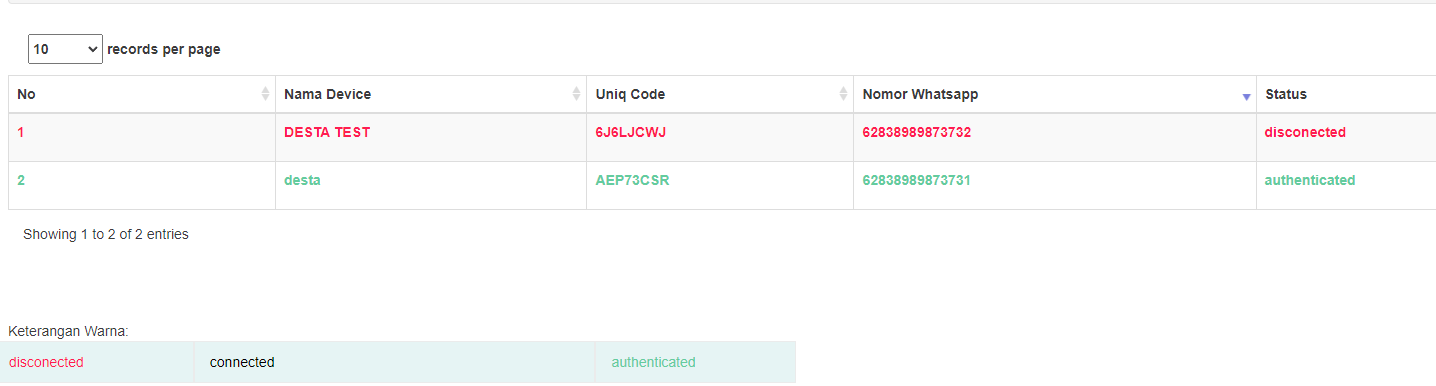 10 records per page
No Nama Device Uniq Code Nomor Whatsapp Status
1 DESTA TEST 6J6LJCWJ 62838989873732 disconected
2 desta AEP73CSR 62838989873731 authenticated
Showing 1 to 2 of 2 entries
Keterangan Warna:
disconected connected authenticated